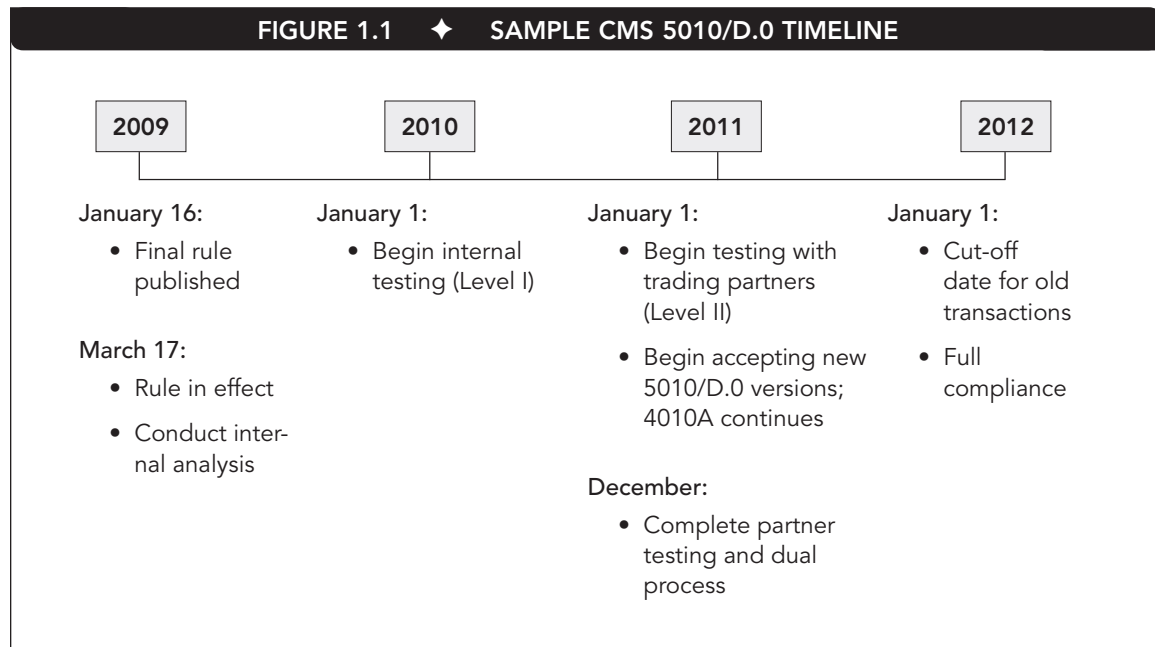 FIGURE 1.1 ✦ SAMPLE CMS 5010/D.0 TIMELINE
2009
2010
2011
2012
January 16:
• Final rule
published
March 17:
• Rule in effect
• Conduct inter-
nal analysis
January 1:
• Begin internal
testing (Level I)
January 1:
• Begin testing with
trading partners
(Level II)
• Begin accepting new
5010/D.0 versions;
4010A continues
December:
• Complete partner
testing and dual
process
January 1:
• Cut-off
date for old
transactions
• Full
compliance